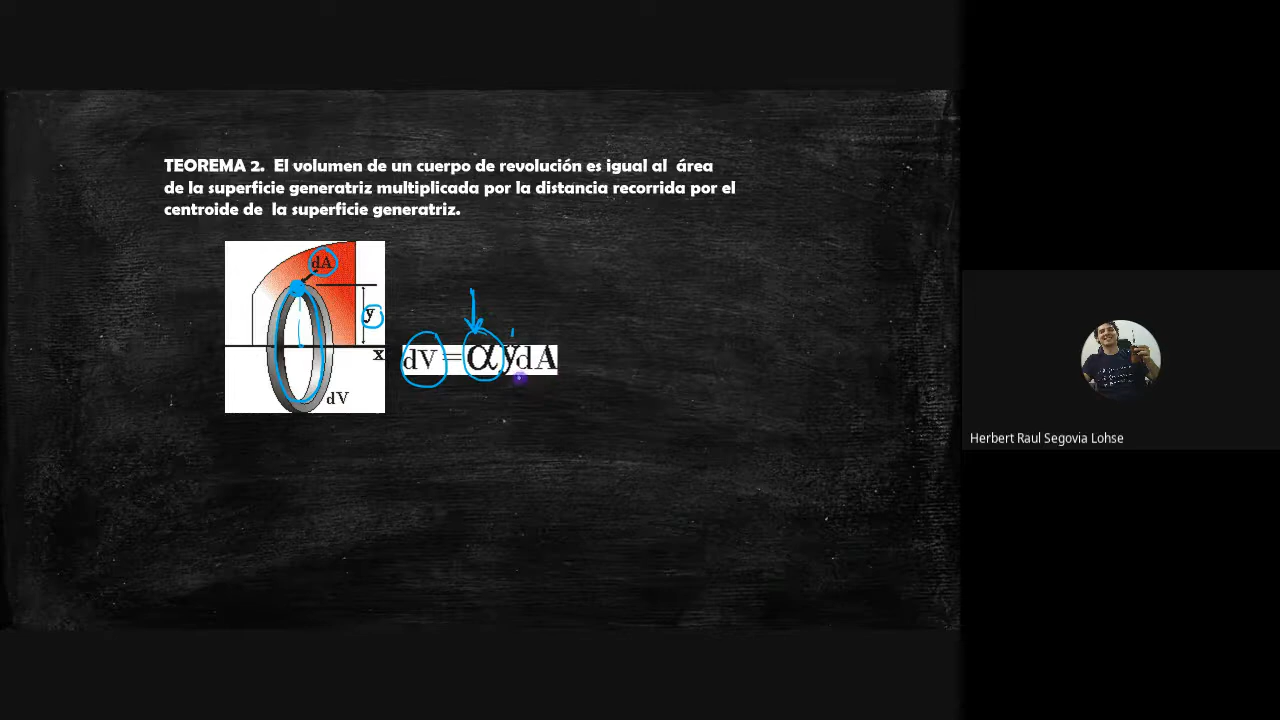 TEOREMA 2. El volumen de un cuerpo de revolución es igual al área
de la superficie generatriz multiplicada por la distancia recorrida por el
centroide de la superficie generatriz.
dA
y
x
dV
dV = αydA
Herbert Raul Segovia Lohse